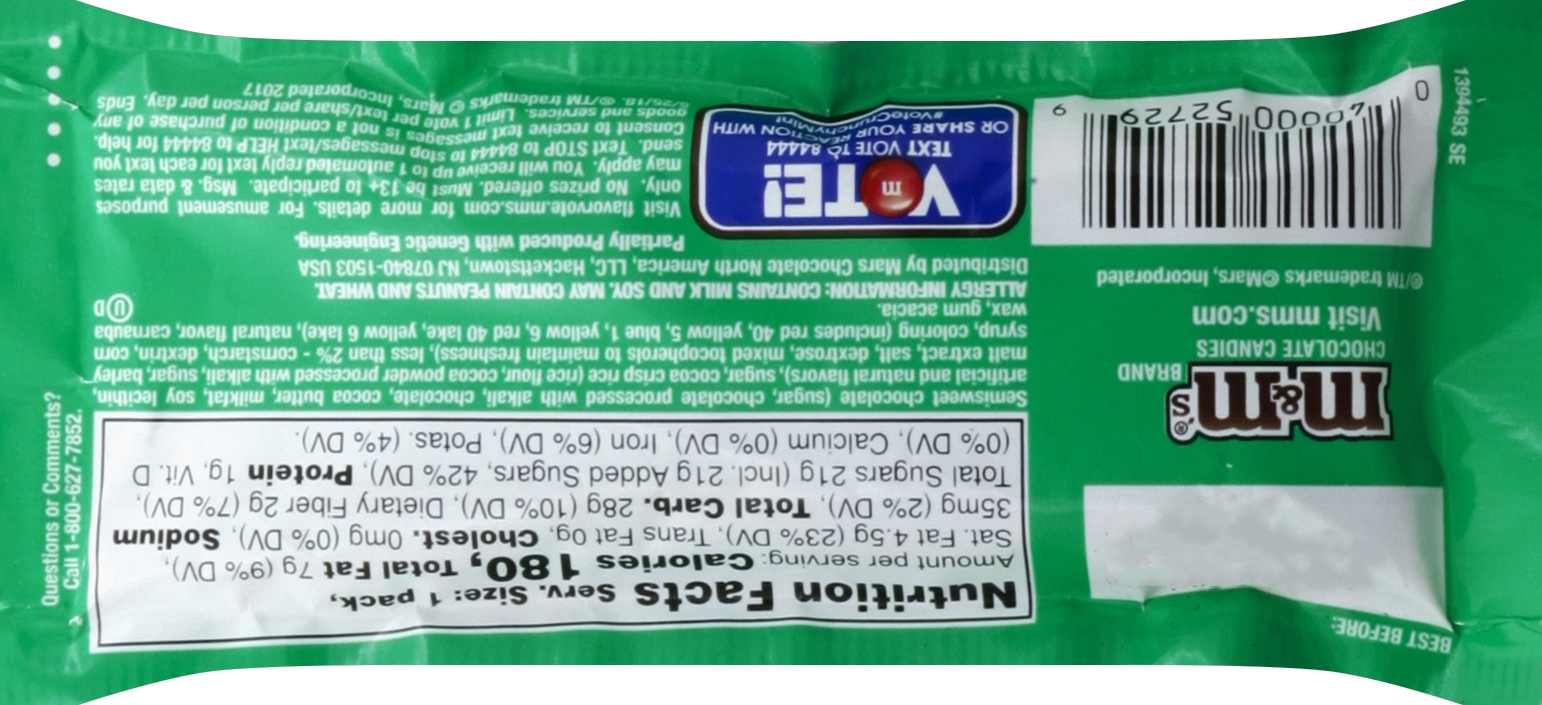 Nutrition Facts Serv. Size: 1 pack,
Amount per serving: Calories 180, Total Fat 7g (9% DV),
Sat. Fat 4.5g (23% DV), Trans Fat 0g, Cholest. 0mg (0% DV), Sodium
35mg (2% DV), Total Carb. 28g (10% DV), Dietary Fiber 2g (7% DV),
Total Sugars 21g (Incl. 21g Added Sugars, 42% DV), Protein 1g, Vit. D
(0% DV), Calcium (0% DV), Iron (6% DV), Potas. (4% DV).
Semisweet chocolate (sugar, chocolate processed with alkali, chocolate, cocoa butter, milkfat, soy lecithin,
artificial and natural flavors), sugar, cocoa crisp rice (rice flour, cocoa powder processed with alkali, sugar, barley
malt extract, salt, dextrose, mixed tocopherols to maintain freshness), less than 2% - cornstarch, dextrin, corn
syrup, coloring (includes red 40, yellow 5, blue 1, yellow 6, red 40 lake, yellow 6 lake), natural flavor, carnauba
wax, gum acacia.
ALLERGY INFORMATION: CONTAINS MILK AND SOY. MAY CONTAIN PEANUTS AND WHEAT.
U D
Distributed by Mars Chocolate North America, LLC, Hackettstown, NJ 07840-1503 USA
Partially Produced with Genetic Engineering.
Visit flavorvote.mms.com for more details. For amusement purposes
only. No prizes offered. Must be 13+ to participate. Msg. & data rates
may apply. You will receive up to 1 automated reply text for each text you
send. Text STOP to 84444 to stop messages/text HELP to 84444 for help.
Consent to receive text messages is not a condition of purchase of any
goods and services. Limit 1 vote per text/share per person per day. Ends
5/25/18. ®/TM trademarks © Mars, Incorporated 2017
VOTE!
m
TEXT VOTE TO 84444
OR SHARE YOUR REACTION WITH
#VoteCrunchyMint
BEST BEFORE:
m&m's®
BRAND
CHOCOLATE CANDIES
Visit mms.com
®/TM trademarks ©Mars, Incorporated
0 40000 52729 9
1394493 SE
Questions or Comments?
Call 1-800-627-7852.